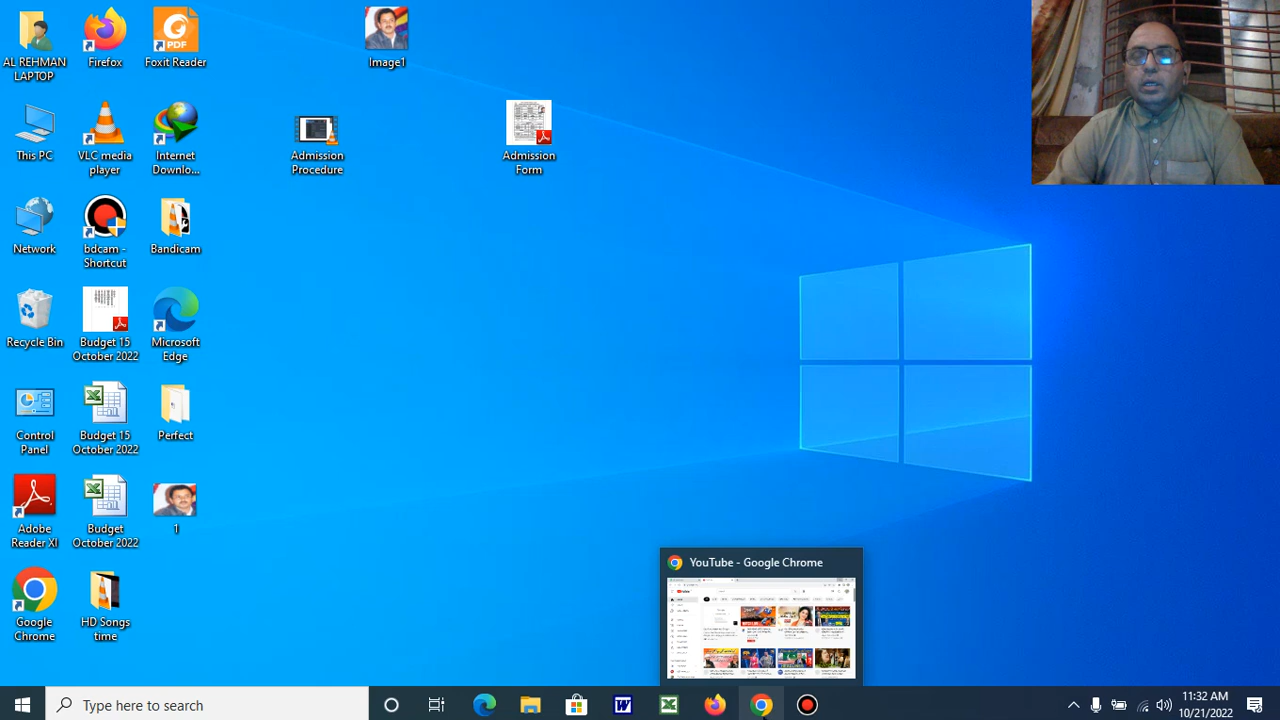 AL REHMAN
LAPTOP
Firefox
PDF
Foxit Reader
Image1
This PC
VLC media
player
Internet
Downlo...
Admission
Procedure
Admission
Form
Network
bdcam -
Shortcut
Bandicam
Recycle Bin
Budget 15
October 2022
Microsoft
Edge
Control
Panel
Budget 15
October 2022
Perfect
Adobe
Reader XI
Budget
October 2022
1
Google
Chrome
HD Songs
time
YouTube - Google Chrome
Type here to search
11:32 AM
10/21/2022